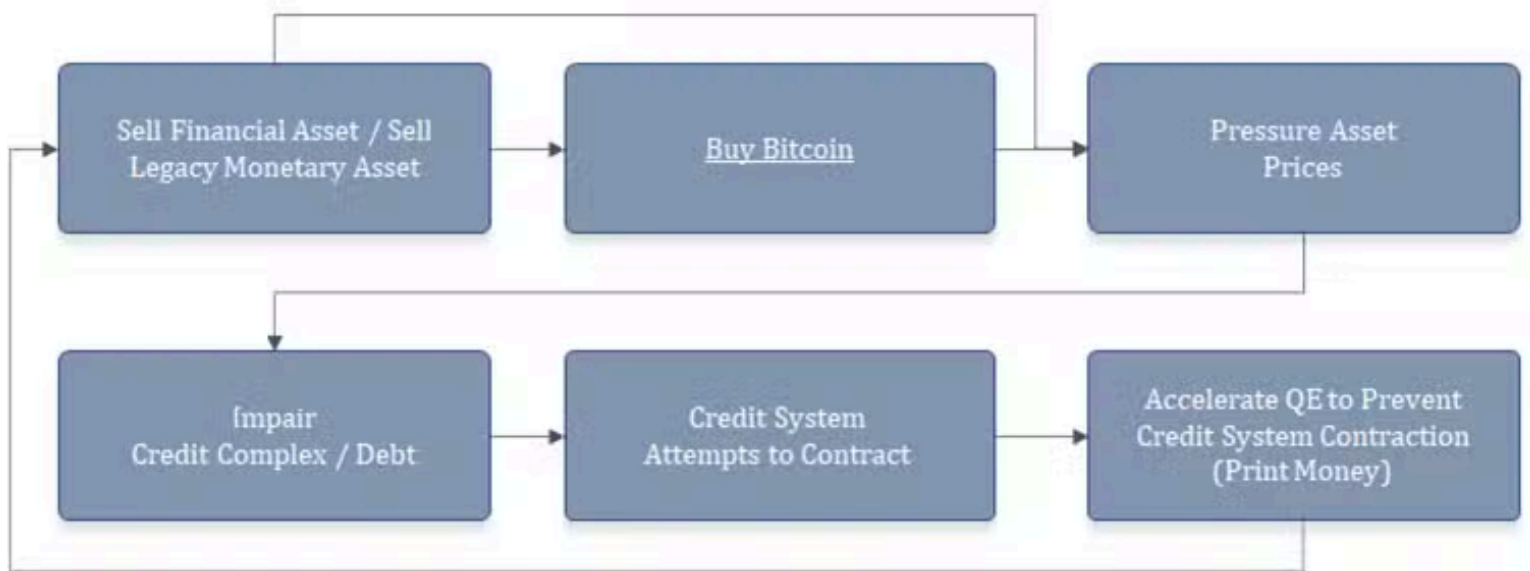 Sell Financial Asset / Sell
Legacy Monetary Asset
Buy Bitcoin
Pressure Asset
Prices
Impair
Credit Complex / Debt
Credit System
Attempts to Contract
Accelerate QE to Prevent
Credit System Contraction
(Print Money)